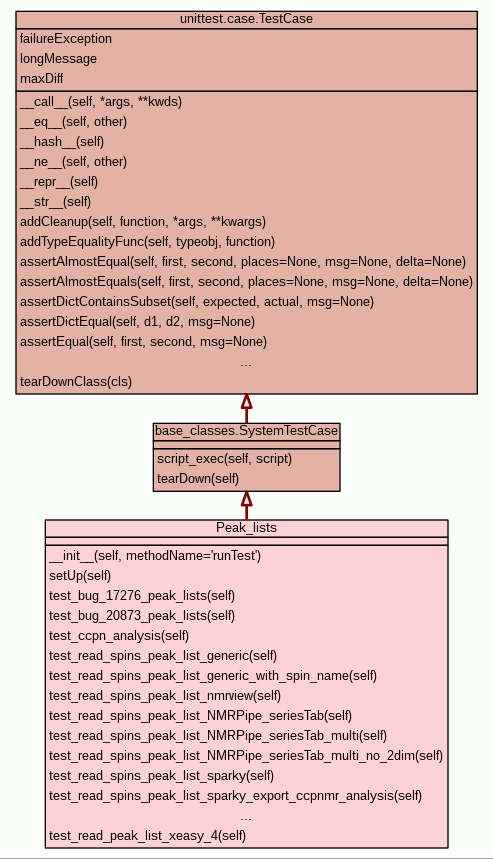 unittest.case.TestCase
failureException
longMessage
maxDiff
__call__(self, *args, **kwds)
__eq__(self, other)
__hash__(self)
__ne__(self, other)
__repr__(self)
__str__(self)
addCleanup(self, function, *args, **kwargs)
addTypeEqualityFunc(self, typeobj, function)
assertAlmostEqual(self, first, second, places=None, msg=None, delta=None)
assertAlmostEquals(self, first, second, places=None, msg=None, delta=None)
assertDictContainsSubset(self, expected, actual, msg=None)
assertDictEqual(self, d1, d2, msg=None)
assertEqual(self, first, second, msg=None)
...
tearDownClass(cls)
base_classes.SystemTestCase
script_exec(self, script)
tearDown(self)
Peak_lists
__init__(self, methodName='runTest')
setUp(self)
test_bug_17276_peak_lists(self)
test_bug_20873_peak_lists(self)
test_ccpn_analysis(self)
test_read_spins_peak_list_generic(self)
test_read_spins_peak_list_generic_with_spin_name(self)
test_read_spins_peak_list_nmrview(self)
test_read_spins_peak_list_NMRPipe_seriesTab(self)
test_read_spins_peak_list_NMRPipe_seriesTab_multi(self)
test_read_spins_peak_list_NMRPipe_seriesTab_multi_no_2dim(self)
test_read_spins_peak_list_sparky(self)
test_read_spins_peak_list_sparky_export_ccpnmr_analysis(self)
...
test_read_peak_list_xeasy_4(self)